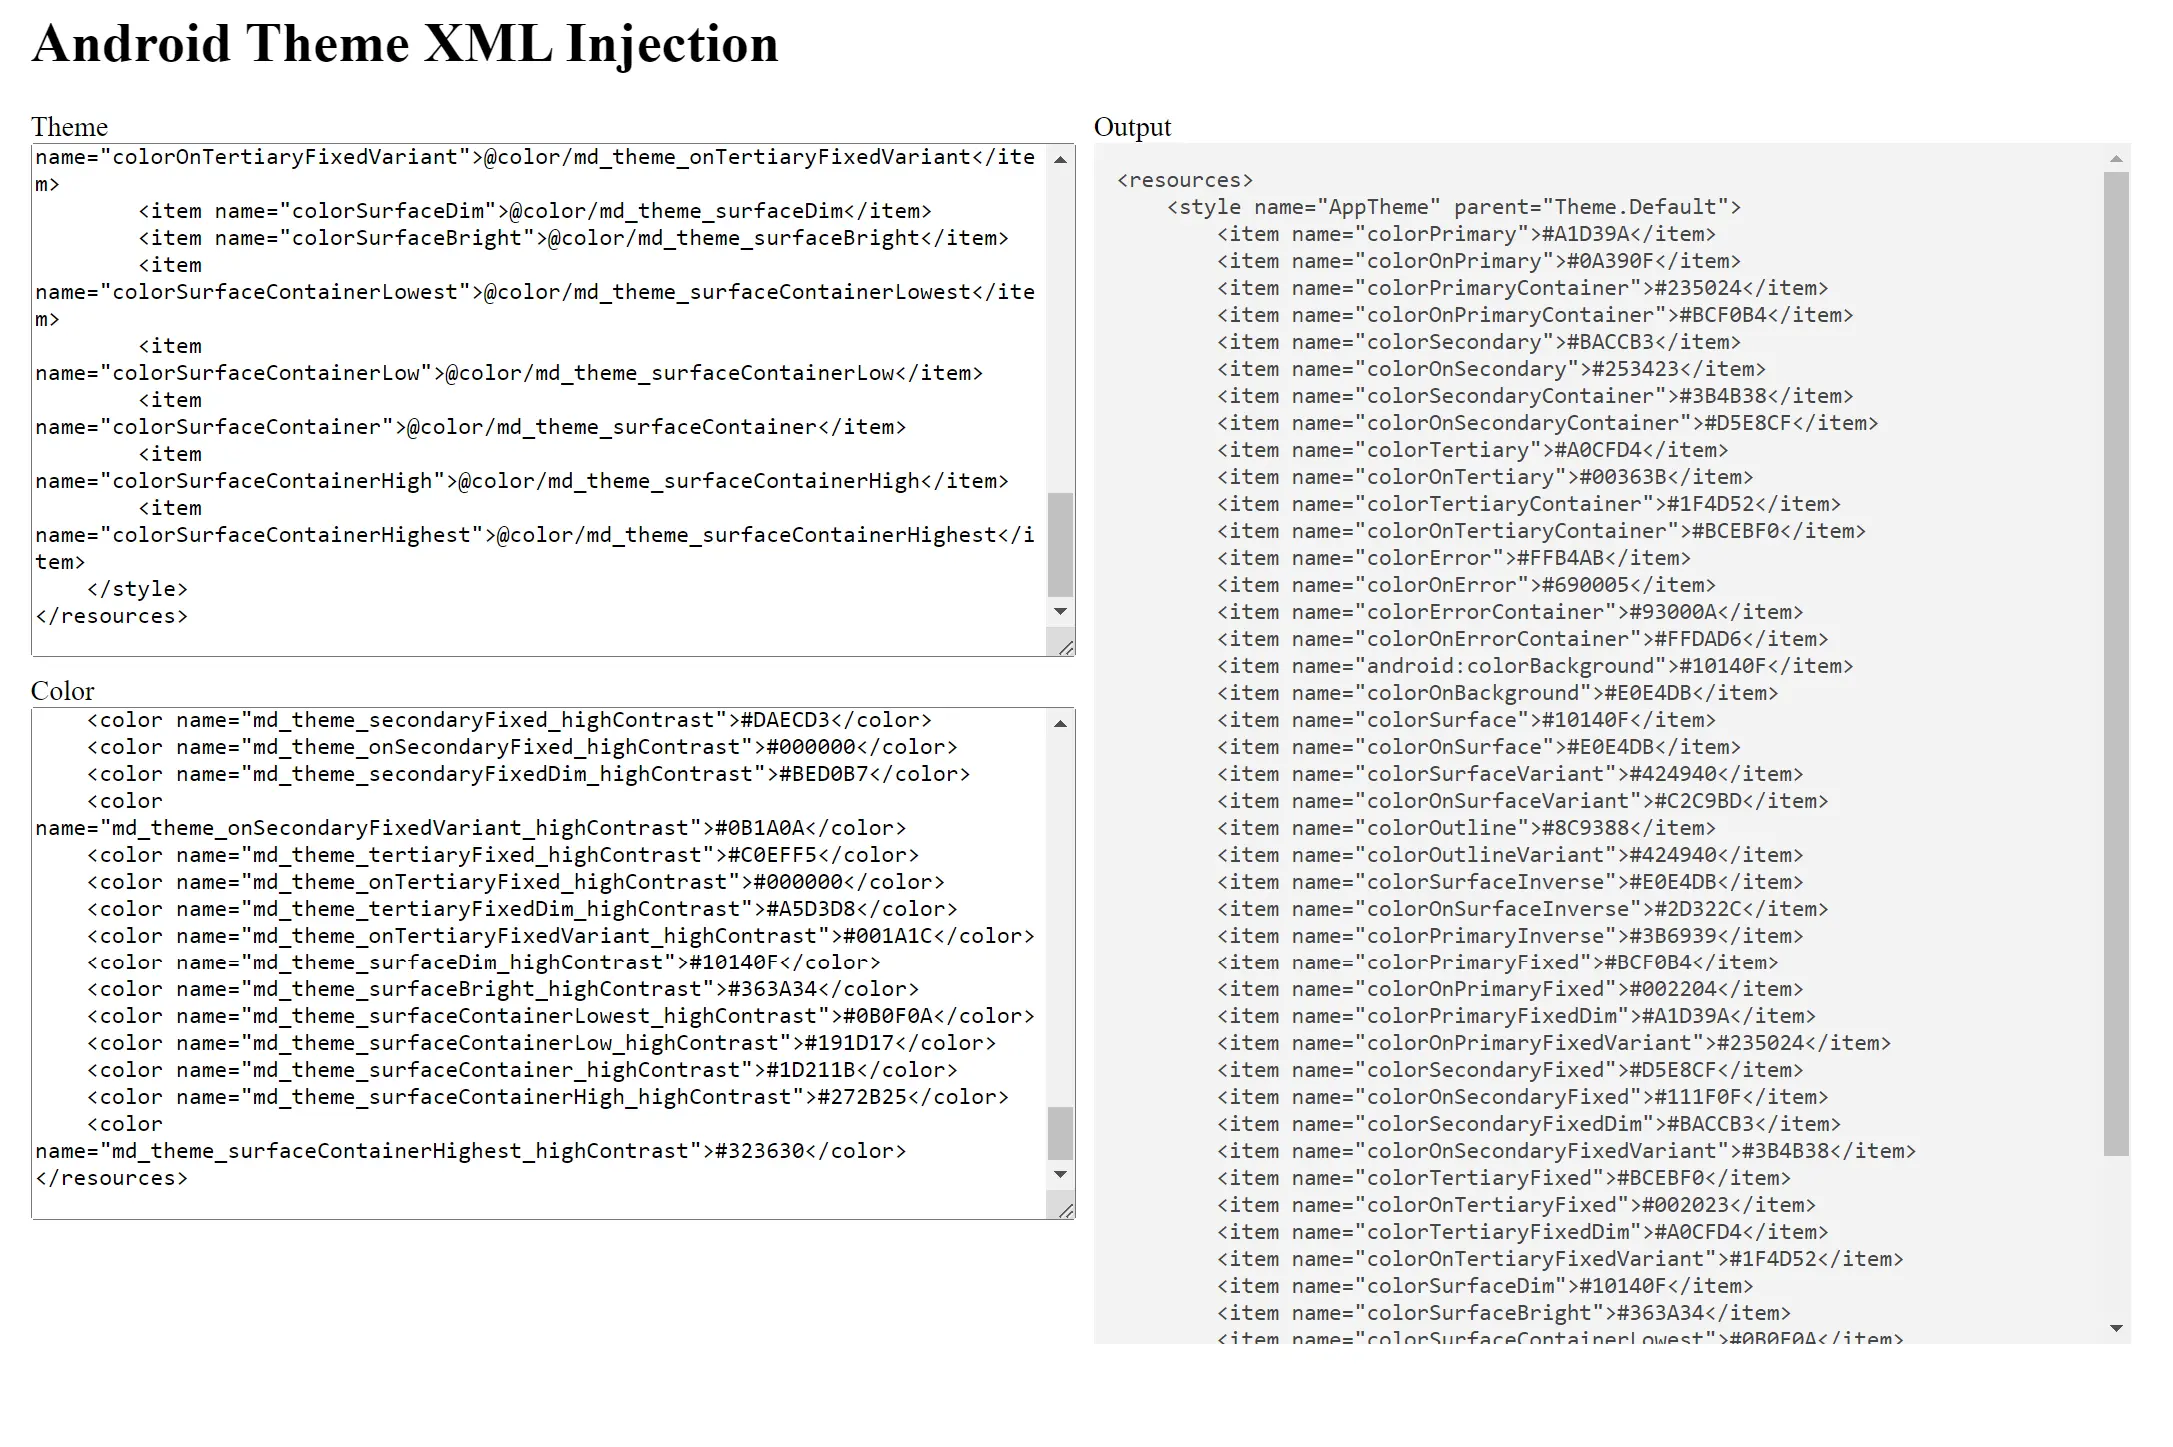 Android Theme XML Injection
Theme
name="colorOnTertiaryFixedVariant">@color/md_theme_onTertiaryFixedVariant</ite
m>
<item name="colorSurfaceDim">@color/md_theme_surfaceDim</item>
<item name="colorSurfaceBright">@color/md_theme_surfaceBright</item>
<item
name="colorSurfaceContainerLowest">@color/md_theme_surfaceContainerLowest</ite
m>
<item
name="colorSurfaceContainerLow">@color/md_theme_surfaceContainerLow</item>
<item
name="colorSurfaceContainer">@color/md_theme_surfaceContainer</item>
<item
name="colorSurfaceContainerHigh">@color/md_theme_surfaceContainerHigh</item>
<item
name="colorSurfaceContainerHighest">@color/md_theme_surfaceContainerHighest</i
tem>
</style>
</resources>
Color
<color name="md_theme_secondaryFixed_highContrast">#DAECD3</color>
<color name="md_theme_onSecondaryFixed_highContrast">#000000</color>
<color name="md_theme_secondaryFixedDim_highContrast">#BED0B7</color>
<color
name="md_theme_onSecondaryFixedVariant_highContrast">#0B1A0A</color>
<color name="md_theme_tertiaryFixed_highContrast">#C0EFF5</color>
<color name="md_theme_onTertiaryFixed_highContrast">#000000</color>
<color name="md_theme_tertiaryFixedDim_highContrast">#A5D3D8</color>
<color name="md_theme_onTertiaryFixedVariant_highContrast">#001A1C</color>
<color name="md_theme_surfaceDim_highContrast">#10140F</color>
<color name="md_theme_surfaceBright_highContrast">#363A34</color>
<color name="md_theme_surfaceContainerLowest_highContrast">#0B0F0A</color>
<color name="md_theme_surfaceContainerLow_highContrast">#191D17</color>
<color name="md_theme_surfaceContainer_highContrast">#1D211B</color>
<color name="md_theme_surfaceContainerHigh_highContrast">#272B25</color>
<color
name="md_theme_surfaceContainerHighest_highContrast">#323630</color>
</resources>
Output
<resources>
<style name="AppTheme" parent="Theme.Default">
<item name="colorPrimary">#A1D39A</item>
<item name="colorOnPrimary">#0A390F</item>
<item name="colorPrimaryContainer">#235024</item>
<item name="colorOnPrimaryContainer">#BCF0B4</item>
<item name="colorSecondary">#BACCB3</item>
<item name="colorOnSecondary">#253423</item>
<item name="colorSecondaryContainer">#3B4B38</item>
<item name="colorOnSecondaryContainer">#D5E8CF</item>
<item name="colorTertiary">#A0CFD4</item>
<item name="colorOnTertiary">#00363B</item>
<item name="colorTertiaryContainer">#1F4D52</item>
<item name="colorOnTertiaryContainer">#BCEBF0</item>
<item name="colorError">#FFB4AB</item>
<item name="colorOnError">#690005</item>
<item name="colorErrorContainer">#93000A</item>
<item name="colorOnErrorContainer">#FFDAD6</item>
<item name="android:colorBackground">#10140F</item>
<item name="colorOnBackground">#E0E4DB</item>
<item name="colorSurface">#10140F</item>
<item name="colorOnSurface">#E0E4DB</item>
<item name="colorSurfaceVariant">#424940</item>
<item name="colorOnSurfaceVariant">#C2C9BD</item>
<item name="colorOutline">#8C9388</item>
<item name="colorOutlineVariant">#424940</item>
<item name="colorSurfaceInverse">#E0E4DB</item>
<item name="colorOnSurfaceInverse">#2D322C</item>
<item name="colorPrimaryInverse">#3B6939</item>
<item name="colorPrimaryFixed">#BCF0B4</item>
<item name="colorOnPrimaryFixed">#002204</item>
<item name="colorPrimaryFixedDim">#A1D39A</item>
<item name="colorOnPrimaryFixedVariant">#235024</item>
<item name="colorSecondaryFixed">#D5E8CF</item>
<item name="colorOnSecondaryFixed">#111F0F</item>
<item name="colorSecondaryFixedDim">#BACCB3</item>
<item name="colorOnSecondaryFixedVariant">#3B4B38</item>
<item name="colorTertiaryFixed">#BCEBF0</item>
<item name="colorOnTertiaryFixed">#002023</item>
<item name="colorTertiaryFixedDim">#A0CFD4</item>
<item name="colorOnTertiaryFixedVariant">#1F4D52</item>
<item name="colorSurfaceDim">#10140F</item>
<item name="colorSurfaceBright">#363A34</item>
<item name="colorSurfaceContainerLowest">#0B0F0A</item>